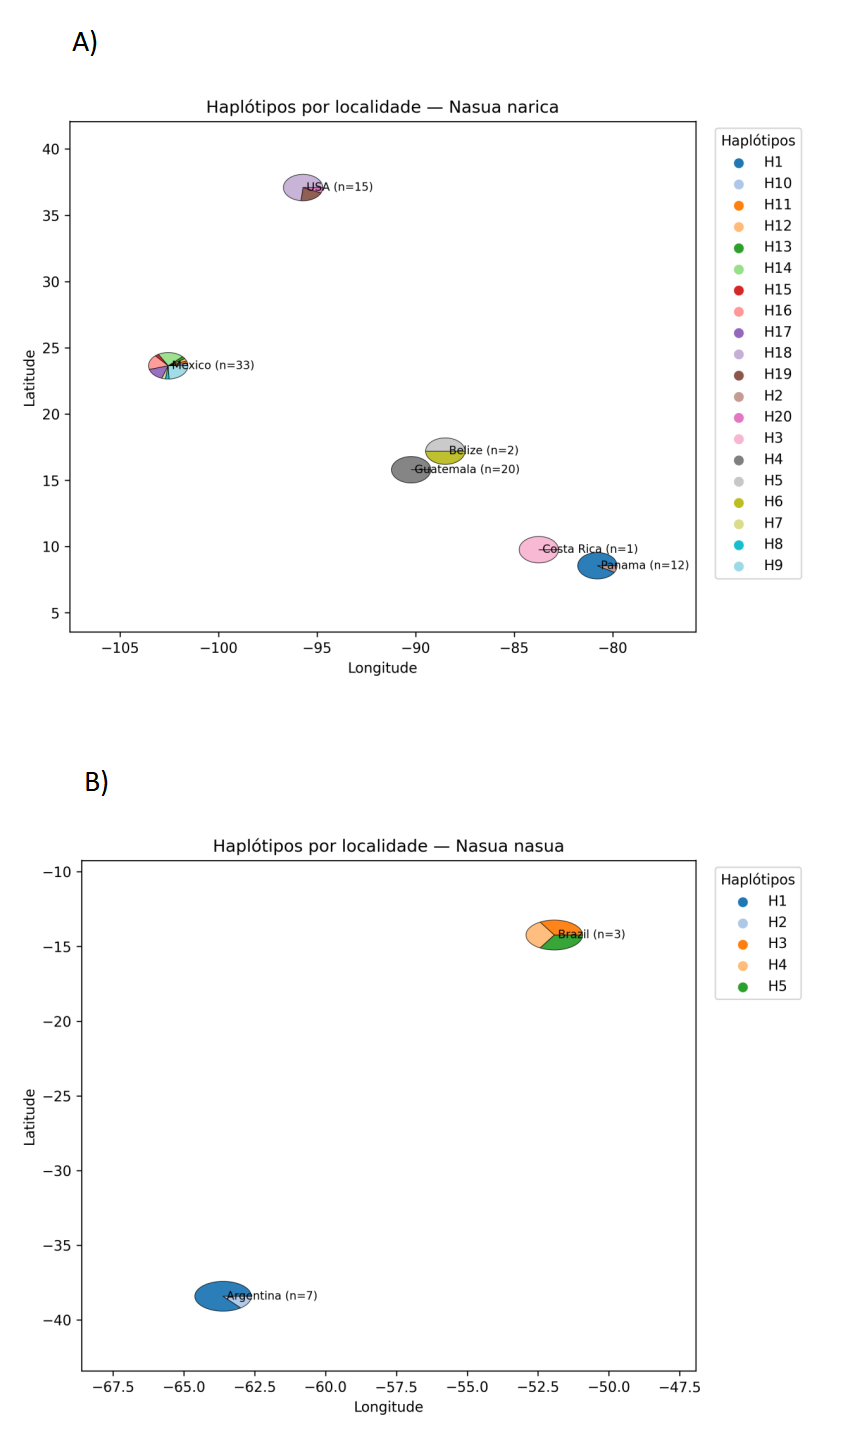 A)
Haplótipos por localidade — Nasua narica
Haplótipos
H1
H10
H11
H12
H13
H14
H15
H16
H17
H18
H19
H2
H20
H3
H4
H5
H6
H7
H8
H9
Latitude
40
35
30
25
20
15
10
5
USA (n=15)
Mexico (n=33)
Belize (n=2)
Guatemala (n=20)
Costa Rica (n=1)
Panama (n=12)
−105 −100 −95 −90 −85 −80
Longitude
B)
Haplótipos por localidade — Nasua nasua
Haplótipos
H1
H2
H3
H4
H5
Latitude
−10
−15
−20
−25
−30
−35
−40
Brazil (n=3)
Argentina (n=7)
−67.5 −65.0 −62.5 −60.0 −57.5 −55.0 −52.5 −50.0 −47.5
Longitude